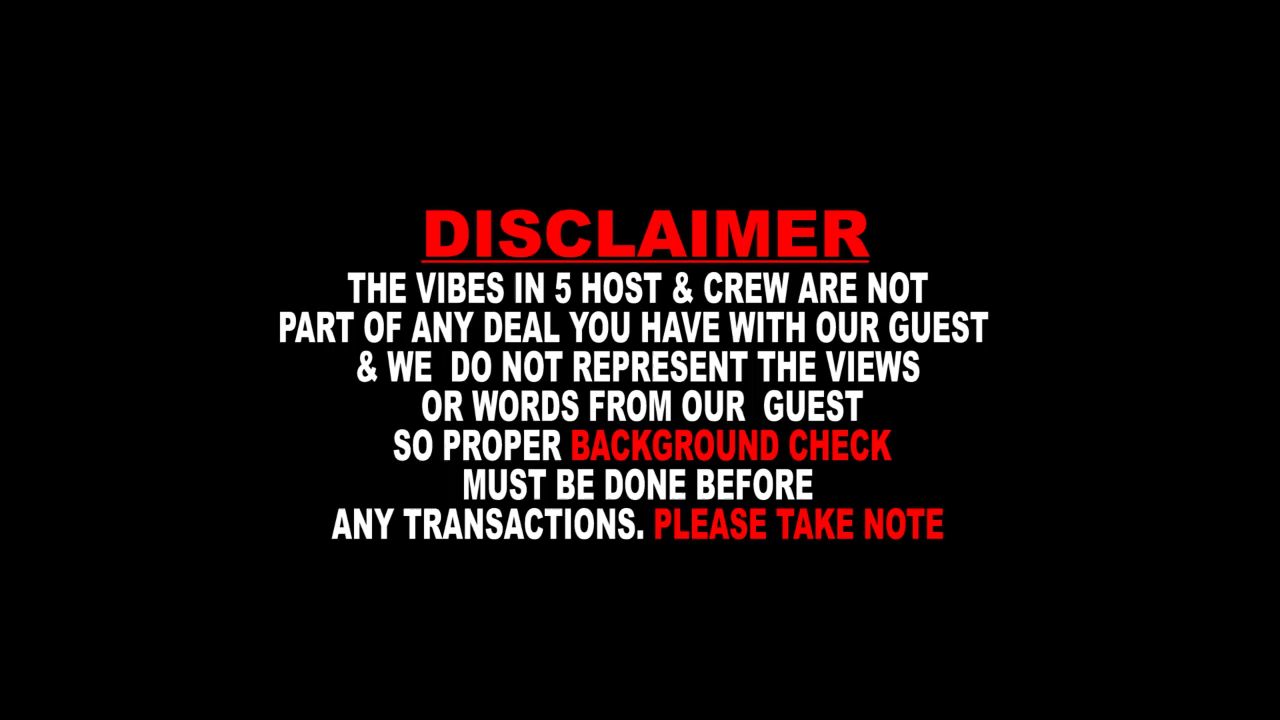 DISCLAIMER
THE VIBES IN 5 HOST & CREW ARE NOT
PART OF ANY DEAL YOU HAVE WITH OUR GUEST
& WE  DO NOT REPRESENT THE VIEWS
OR WORDS FROM OUR  GUEST
SO PROPER BACKGROUND CHECK
MUST BE DONE BEFORE
ANY TRANSACTIONS. PLEASE TAKE NOTE